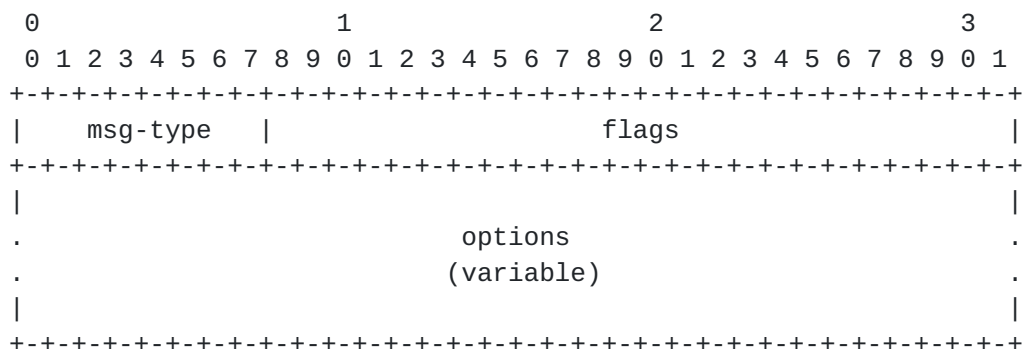 0                   1                   2                   3
 0 1 2 3 4 5 6 7 8 9 0 1 2 3 4 5 6 7 8 9 0 1 2 3 4 5 6 7 8 9 0 1
+-+-+-+-+-+-+-+-+-+-+-+-+-+-+-+-+-+-+-+-+-+-+-+-+-+-+-+-+-+-+-+-+
|    msg-type   |                     flags                     |
+-+-+-+-+-+-+-+-+-+-+-+-+-+-+-+-+-+-+-+-+-+-+-+-+-+-+-+-+-+-+-+-+
|                                                               |
.                            options                            .
.                           (variable)                          .
|                                                               |
+-+-+-+-+-+-+-+-+-+-+-+-+-+-+-+-+-+-+-+-+-+-+-+-+-+-+-+-+-+-+-+-+